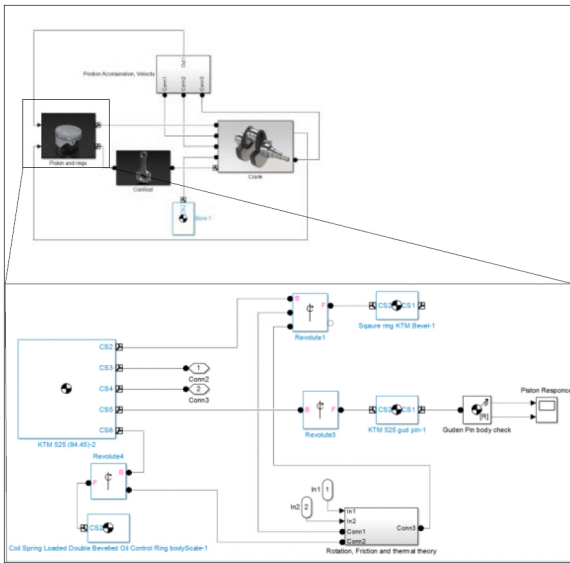 Position Acceleration, Velocity
Out1
Conn1
Conn2
Conn3
Piston and rings
ConRod
Crank
CS2
Bore 1
B
F
Revolute1
CS2
CS1
Sqaure ring KTM Bevel-1
CS2
CS3
CS4
CS5
CS6
1
Conn2
2
Conn3
KTM 525 (94.45)-2
B
F
Revolute3
CS2
CS1
KTM 525 gud pin-1
[R]
Guden Pin body check
Piston Responce
Revolute4
F
B
CS3
Coil Spring Loaded Double Bevelled Oil Control Ring bodyScale-1
In1
1
In2
2
In1
In2
Conn1
Conn2
Conn3
Rotation, Friction and thermal theory